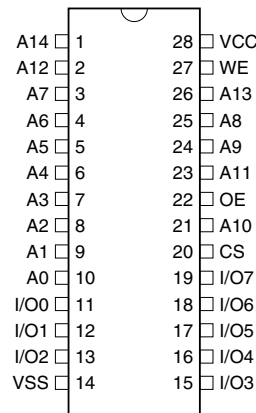 A14 1 28 VCC
A12 2 27 WE
A7 3 26 A13
A6 4 25 A8
A5 5 24 A9
A4 6 23 A11
A3 7 22 OE
A2 8 21 A10
A1 9 20 CS
A0 10 19 I/O7
I/O0 11 18 I/O6
I/O1 12 17 I/O5
I/O2 13 16 I/O4
VSS 14 15 I/O3